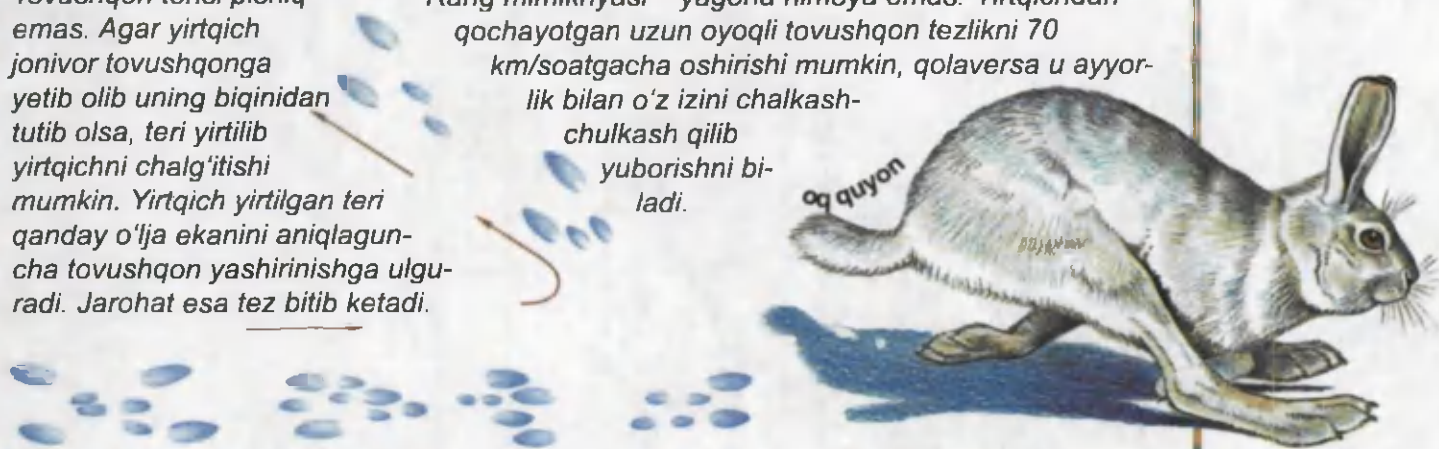 emas. Agar yirtqich
jonivor tovushqonga
yetib olib uning biqinidan
tutib olsa, teri yirtilib
yirtqichni chalg‘itishi
mumkin. Yirtqich yirtilgan teri
qanday o‘lja ekanini aniqlagun-
cha tovushqon yashirinishga ulgu-
radi. Jarohat esa tez bitib ketadi.
qochayotgan uzun oyoqli tovushqon tezlikni 70
km/soatgacha oshirishi mumkin, qolaversa u ayyor-
lik bilan o‘z izini chalkash-
chulkash qilib
yuborishni bi-
ladi.
oq quyon